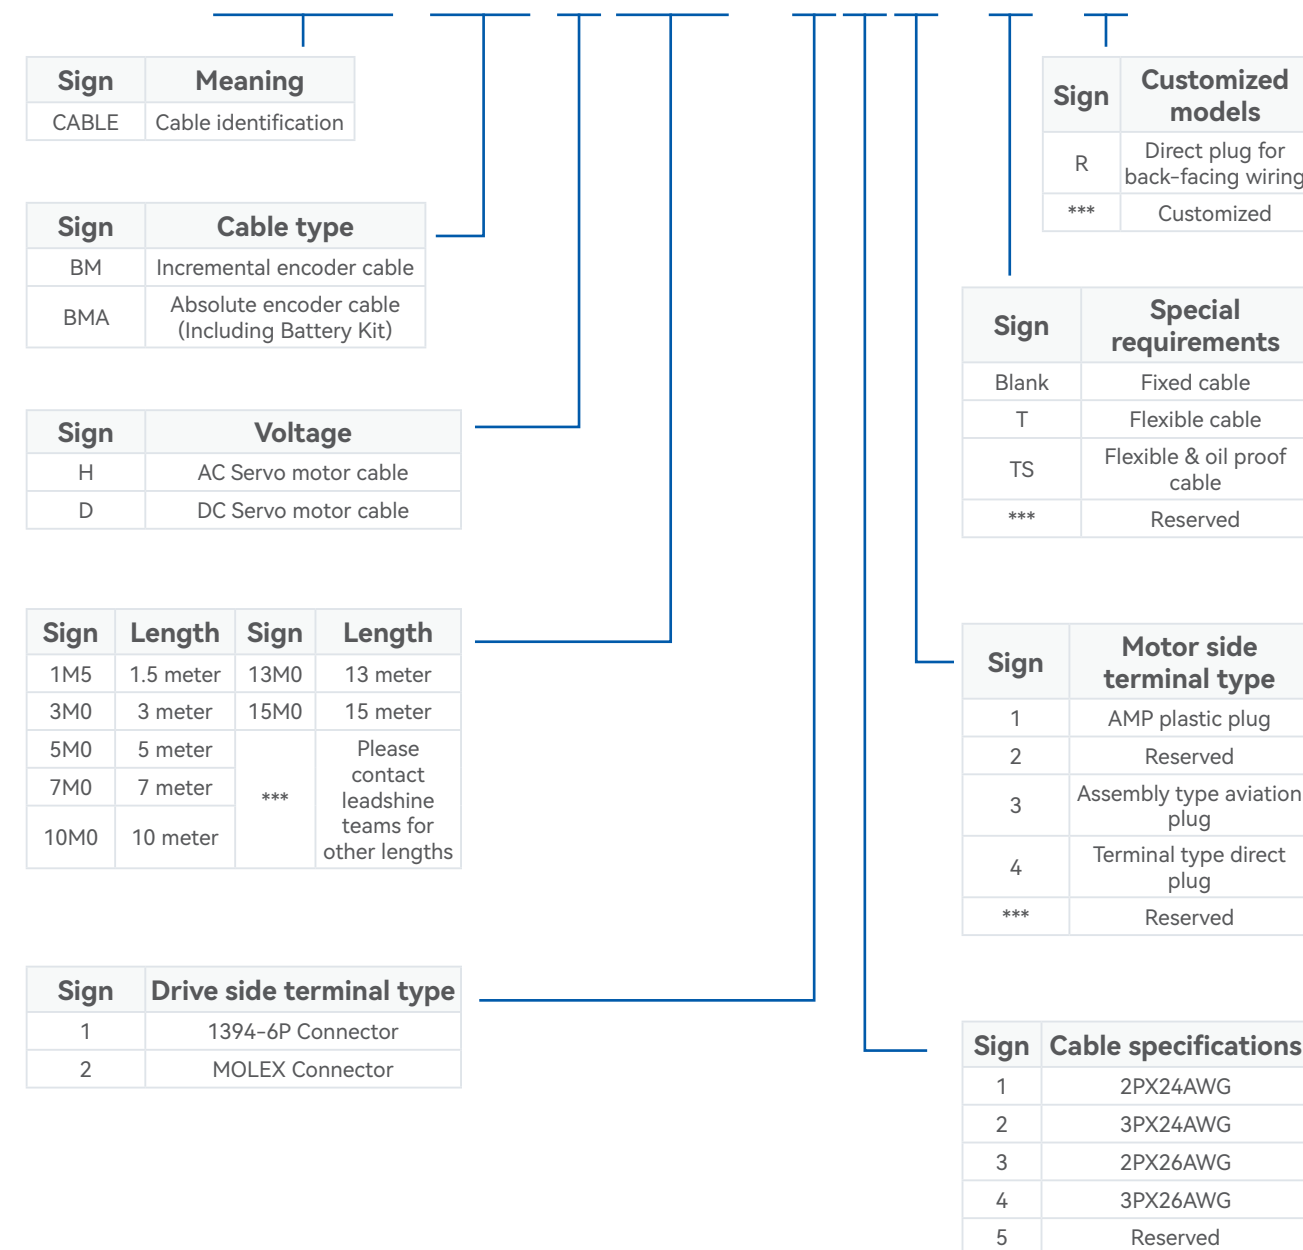 Sign Meaning
CABLE Cable identification
Sign Cable type
BM Incremental encoder cable
BMA Absolute encoder cable
(Including Battery Kit)
Sign Voltage
H AC Servo motor cable
D DC Servo motor cable
Sign Length Sign Length
1M5 1.5 meter 13M0 13 meter
3M0 3 meter 15M0 15 meter
5M0 5 meter
7M0 7 meter
10M0 10 meter
*** Please
contact
leadshine
teams for
other lengths
Sign Drive side terminal type
1 1394-6P Connector
2 MOLEX Connector
Sign Customized
models
R Direct plug for
back-facing wiring
*** Customized
Sign Special
requirements
Blank Fixed cable
T Flexible cable
TS Flexible & oil proof
cable
*** Reserved
Sign Motor side
terminal type
1 AMP plastic plug
2 Reserved
3 Assembly type aviation
plug
4 Terminal type direct
plug
*** Reserved
Sign Cable specifications
1 2PX24AWG
2 3PX24AWG
3 2PX26AWG
4 3PX26AWG
5 Reserved